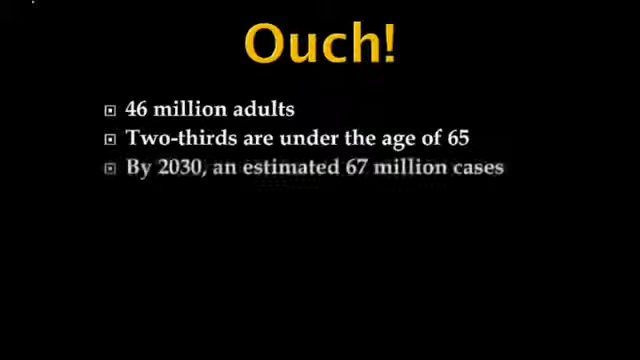 Ouch!
46 million adults
Two-thirds are under the age of 65
By 2030, an estimated 67 million cases